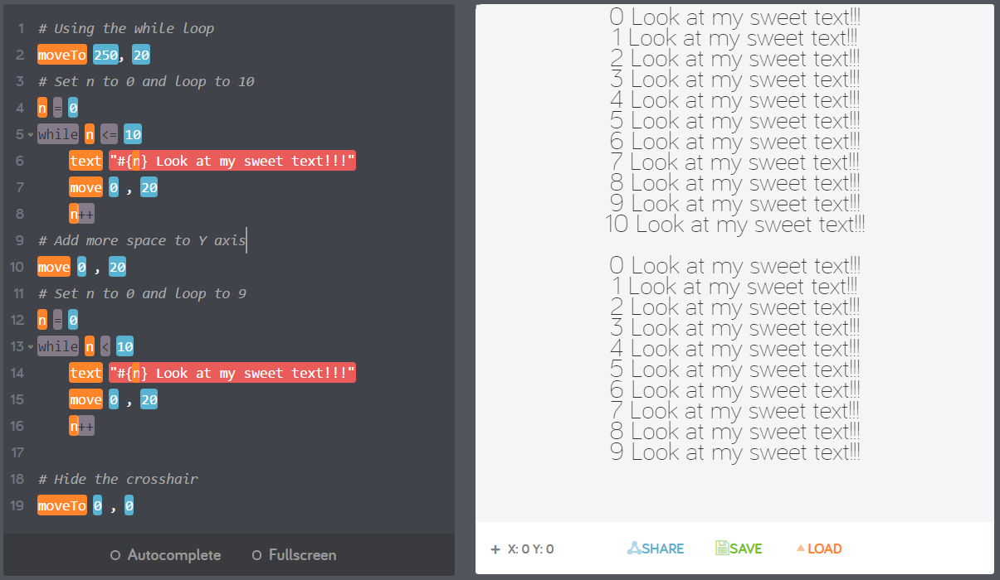 1 # Using the while loop
2 moveTo 250, 20
3 # Set n to 0 and loop to 10
4 n = 0
5 while n <= 10
6 text "#{n} Look at my sweet text!!!"
7 move 0 , 20
8 n++
9 # Add more space to Y axis
10 move 0 , 20
11 # Set n to 0 and loop to 9
12 n = 0
13 while n < 10
14 text "#{n} Look at my sweet text!!!"
15 move 0 , 20
16 n++
17
18 # Hide the crosshair
19 moveTo 0 , 0
Autocomplete Fullscreen
0 Look at my sweet text!!!
1 Look at my sweet text!!!
2 Look at my sweet text!!!
3 Look at my sweet text!!!
4 Look at my sweet text!!!
5 Look at my sweet text!!!
6 Look at my sweet text!!!
7 Look at my sweet text!!!
8 Look at my sweet text!!!
9 Look at my sweet text!!!
10 Look at my sweet text!!!
0 Look at my sweet text!!!
1 Look at my sweet text!!!
2 Look at my sweet text!!!
3 Look at my sweet text!!!
4 Look at my sweet text!!!
5 Look at my sweet text!!!
6 Look at my sweet text!!!
7 Look at my sweet text!!!
8 Look at my sweet text!!!
9 Look at my sweet text!!!
+ X: 0 Y: 0 SHARE SAVE LOAD